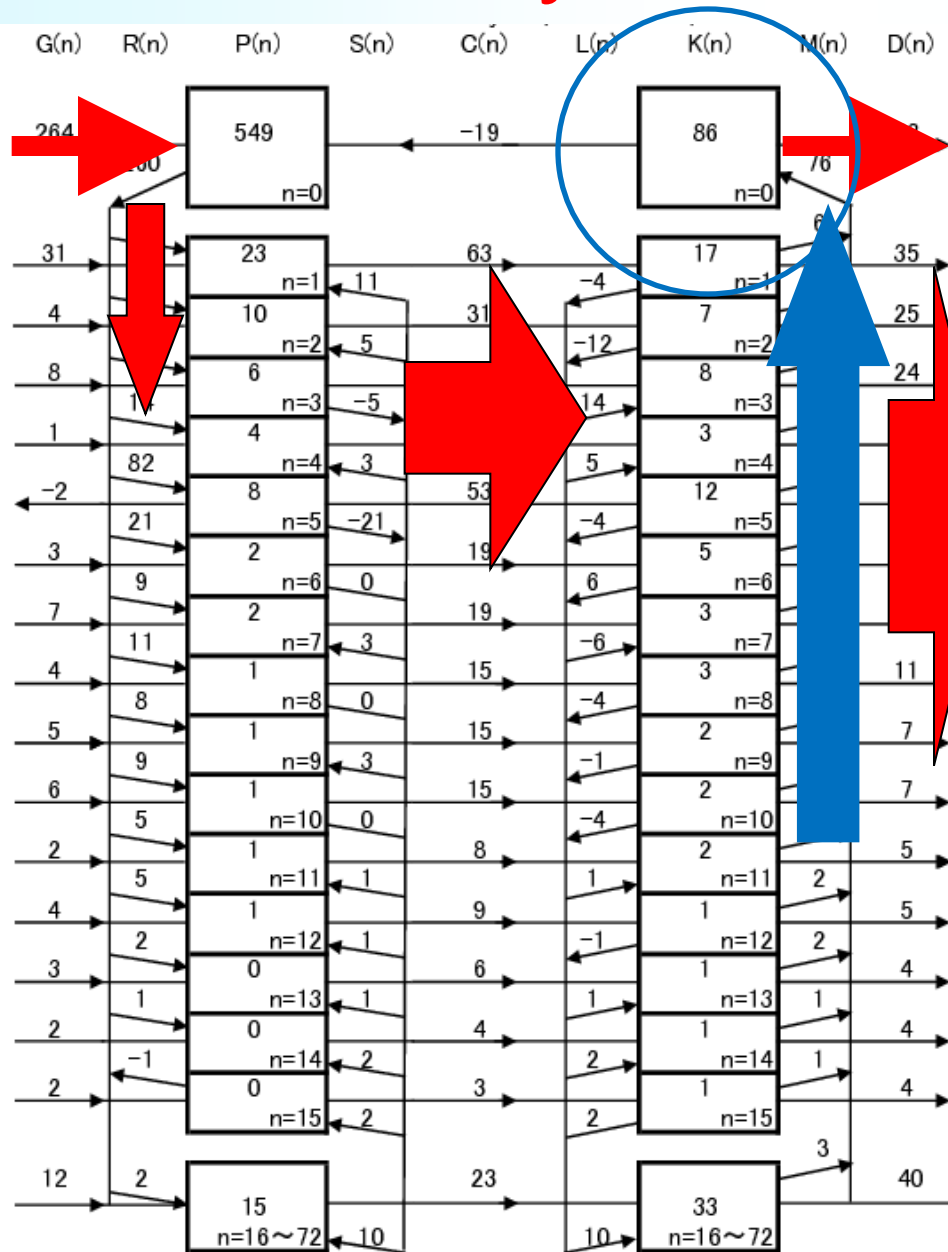 G(n) R(n) P(n) S(n) C(n) L(n) K(n) M(n) D(n)
264 549 −19 86
76
n=0 n=0
6
31 23 63 17 35
n=1 11 −4 n=1
4 10 31 7 25
n=2 5 −12 n=2
8 6 8 24
14 n=3 −5 14 n=3
1 4 3
82 n=4 3 5 n=4
−2 8 53 12
21 n=5 −21 −4 n=5
3 2 19 5
9 n=6 0 6 n=6
7 2 19 3
11 n=7 3 −6 n=7
4 1 15 3 11
8 n=8 0 −4 n=8
5 1 15 2 7
9 n=9 3 −1 n=9
6 1 15 2 7
5 n=10 0 −4 n=10
2 1 8 2 5
5 n=11 1 1 n=11 2
4 1 9 1 5
2 n=12 1 −1 n=12 2
3 0 6 1 4
1 n=13 1 1 n=13 1
2 0 4 1 4
−1 n=14 2 2 n=14 1
2 0 3 1 4
n=15 2 2 n=15
3
12 2 15 23 33 40
n=16~72 10 10 n=16~72